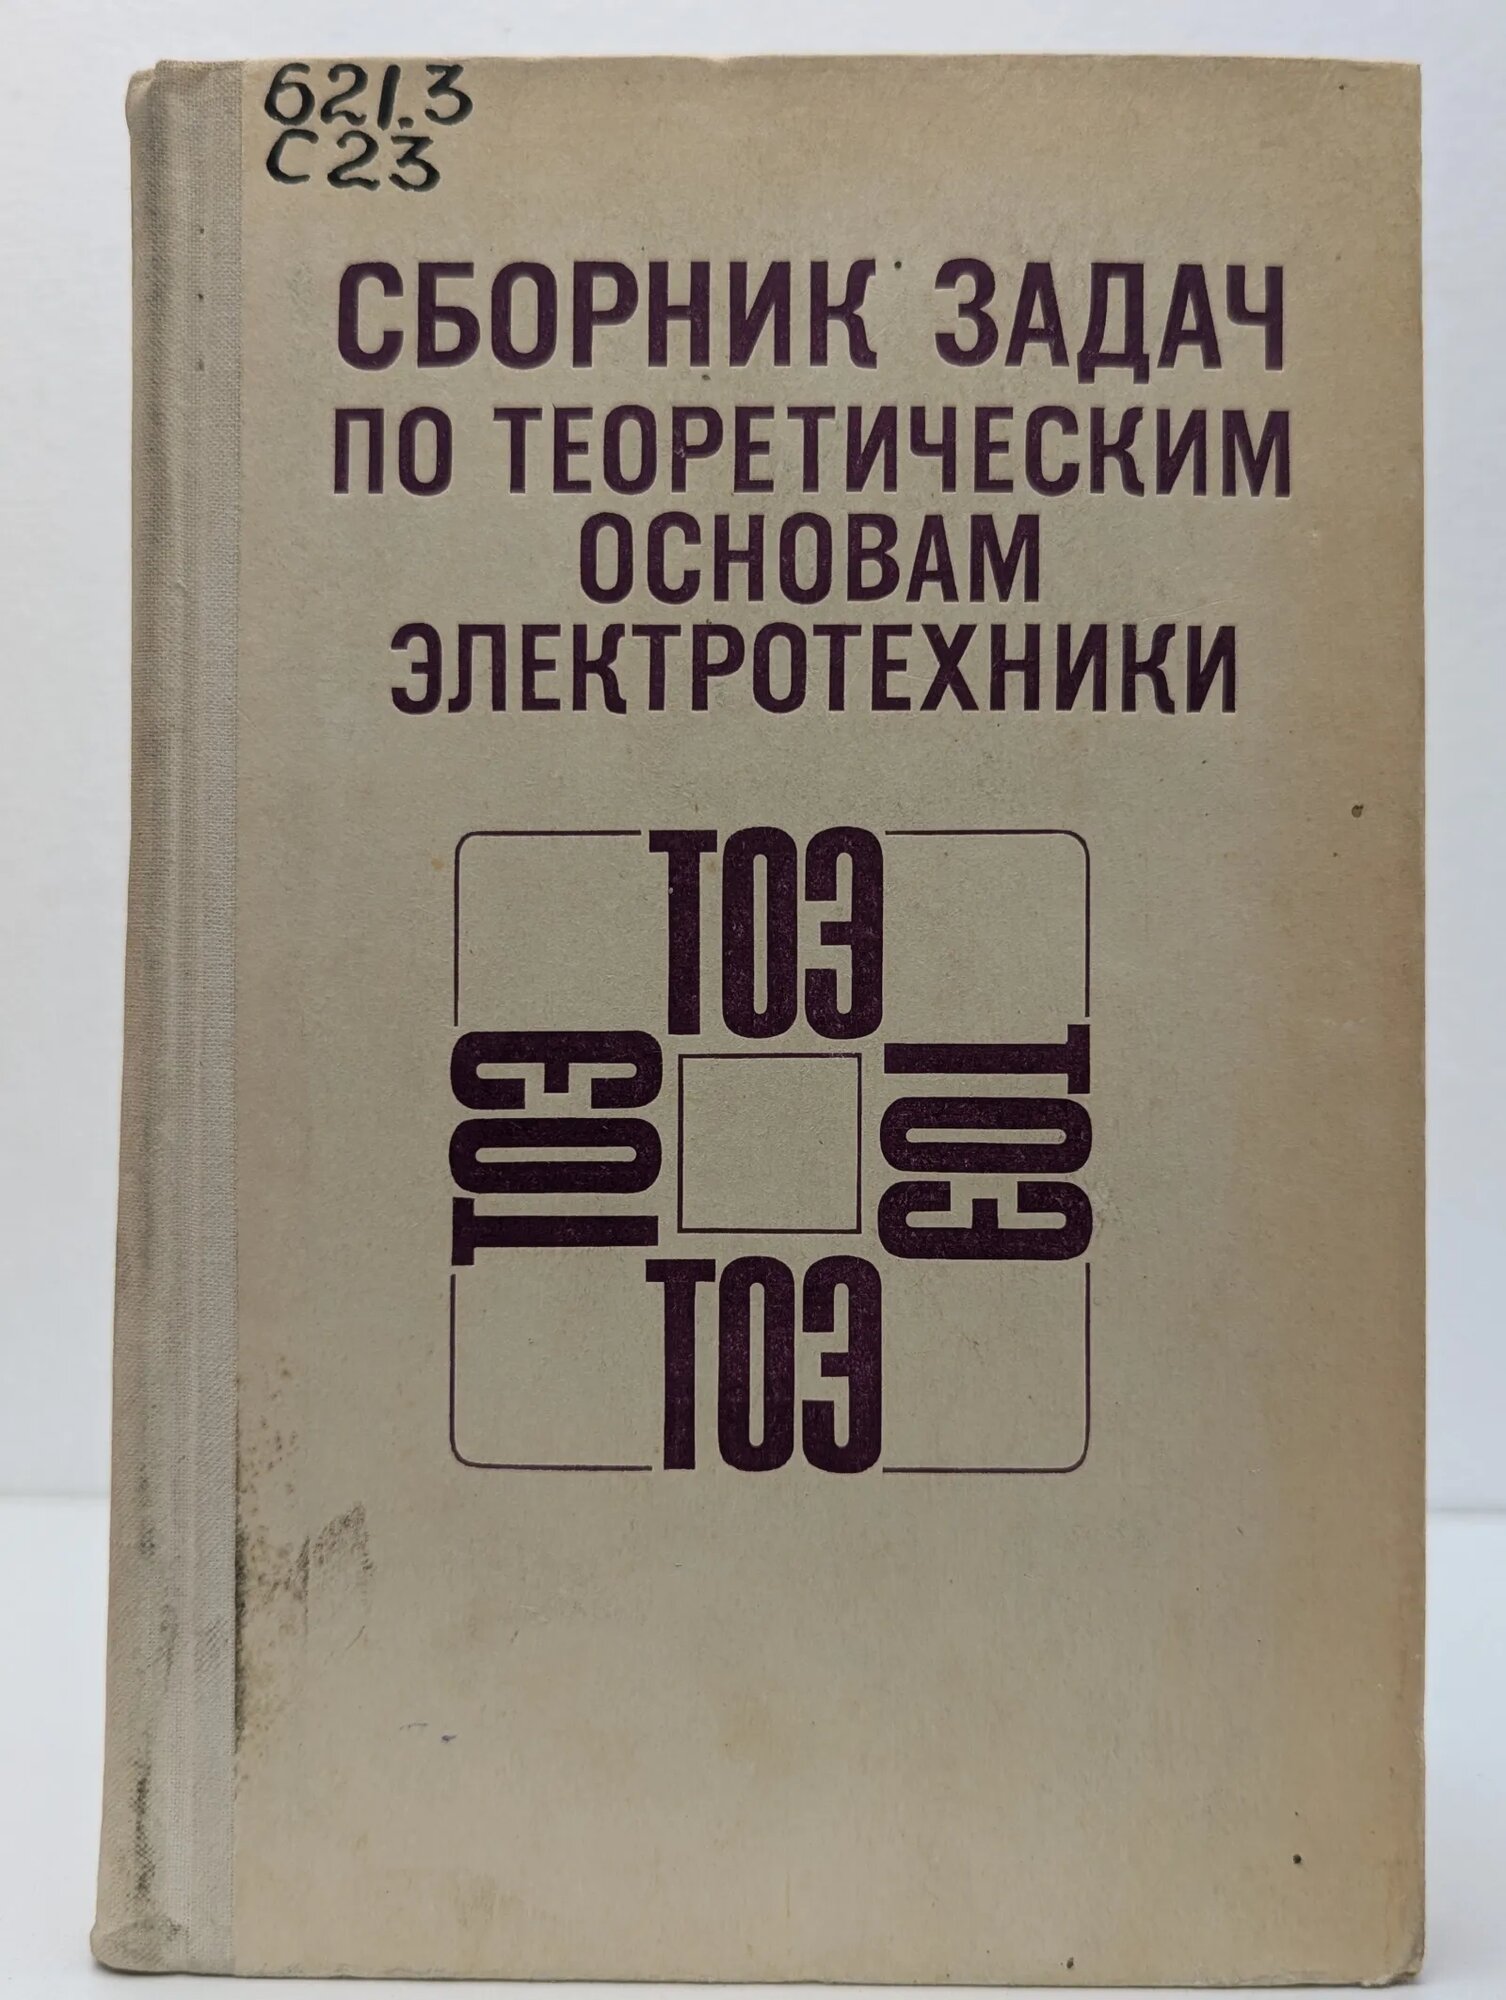 621.3
С23
СБОРНИК ЗАДАЧ
ПО ТЕОРЕТИЧЕСКИМ
ОСНОВАМ
ЭЛЕКТРОТЕХНИКИ
ТОЭ
ТОЭ
ТОЭ
ТОЭ